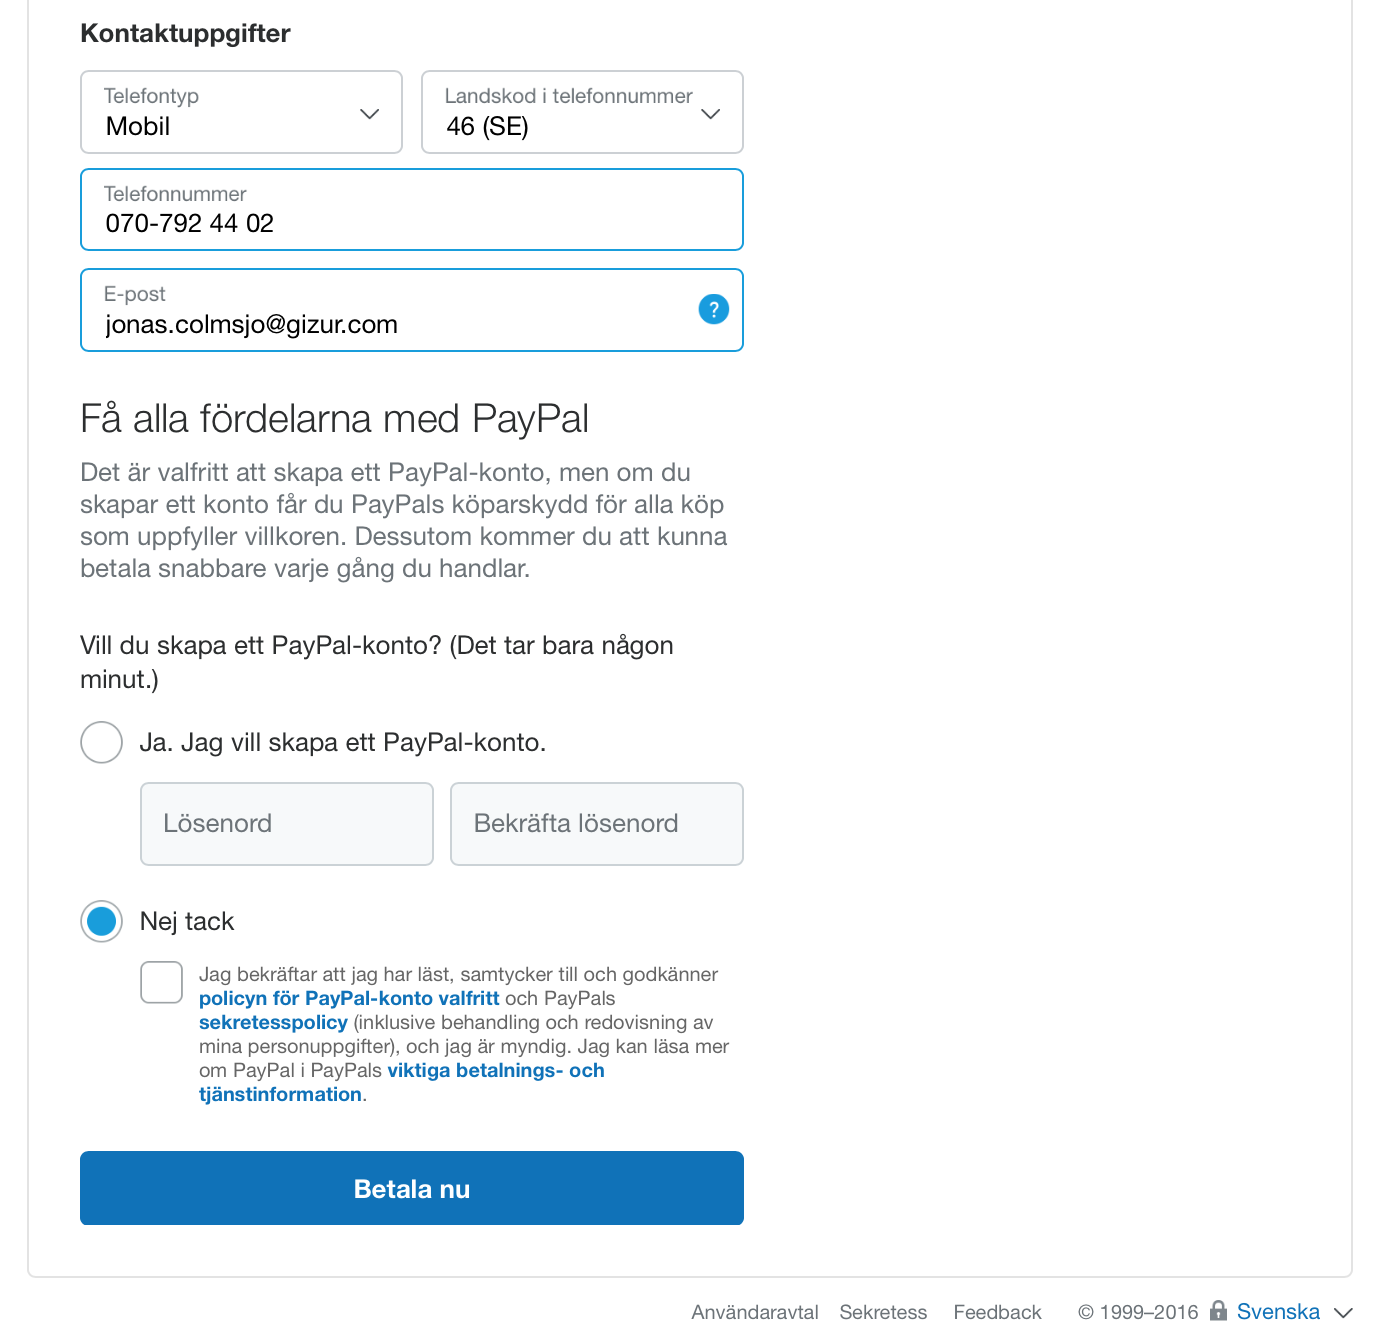 Kontaktuppgifter
Telefontyp
Mobil
Landskod i telefonnummer
46 (SE)
Telefonnummer
070-792 44 02
E-post
jonas.colmsjo@gizur.com
?
Få alla fördelarna med PayPal
Det är valfritt att skapa ett PayPal-konto, men om du
skapar ett konto får du PayPals köparskydd för alla köp
som uppfyller villkoren. Dessutom kommer du att kunna
betala snabbare varje gång du handlar.
Vill du skapa ett PayPal-konto? (Det tar bara någon
minut.)
Ja. Jag vill skapa ett PayPal-konto.
Lösenord
Bekräfta lösenord
Nej tack
Jag bekräftar att jag har läst, samtycker till och godkänner
policyn för PayPal-konto valfritt och PayPals
sekretesspolicy (inklusive behandling och redovisning av
mina personuppgifter), och jag är myndig. Jag kan läsa mer
om PayPal i PayPals viktiga betalnings- och
tjänstinformation.
Betala nu
Användaravtal Sekretess Feedback © 1999–2016 Svenska